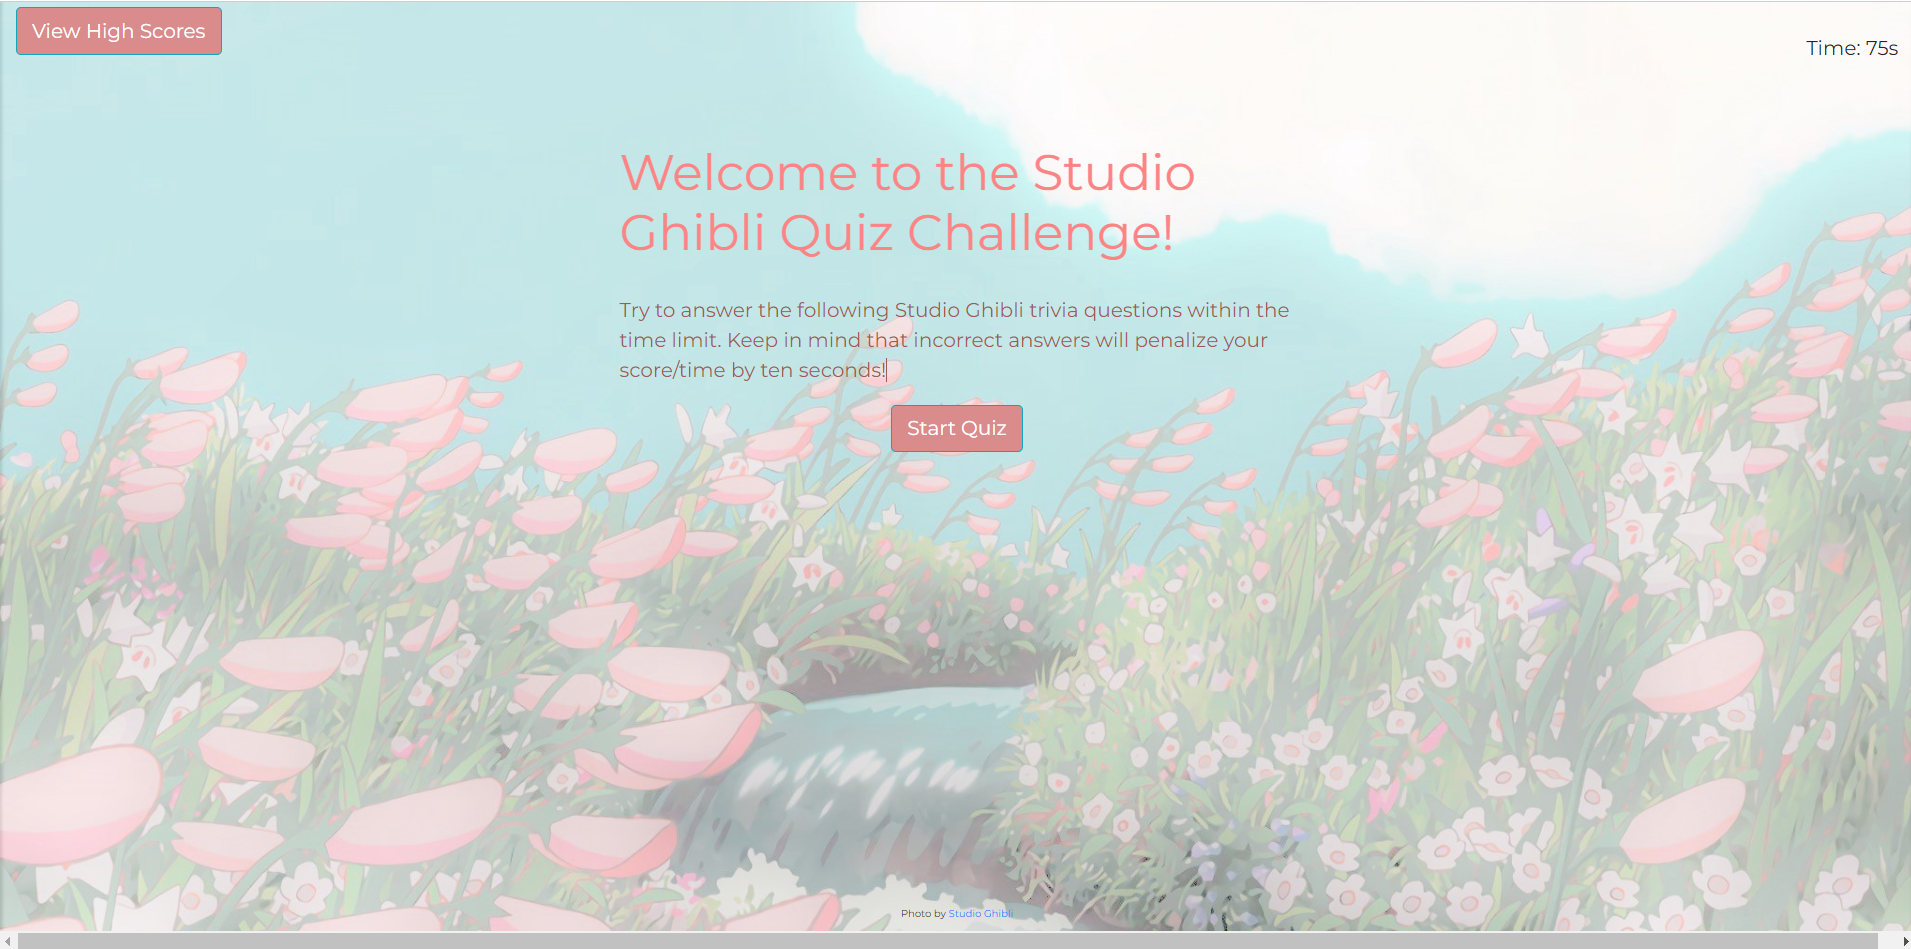 View High Scores
Time: 75s
Welcome to the Studio
Ghibli Quiz Challenge!
Try to answer the following Studio Ghibli trivia questions within the
time limit. Keep in mind that incorrect answers will penalize your
score/time by ten seconds!
Start Quiz
Photo by Studio Ghibli